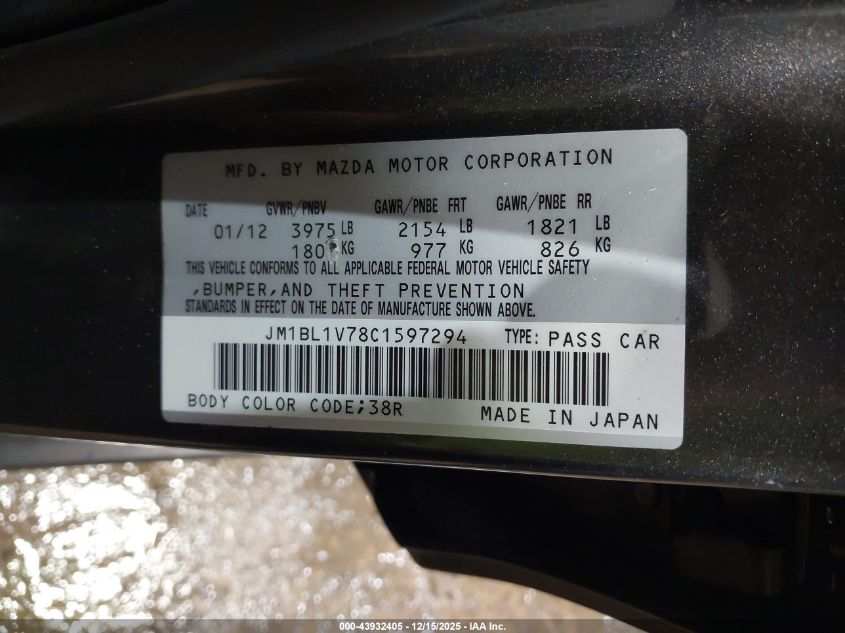 MFD. BY MAZDA MOTOR CORPORATION
DATE GVWR/PNBV GAWR/PNBE FRT GAWR/PNBE RR
01/12 3975 LB 2154 LB 1821 LB
KG 977 KG 826 KG
THIS VEHICLE CONFORMS TO ALL APPLICABLE FEDERAL MOTOR VEHICLE SAFETY
,BUMPER,AND THEFT PREVENTION
STANDARDS IN EFFECT ON THE DATE OF MANUFACTURE SHOWN ABOVE.
JM1BL1V78C1597294 TYPE: PASS CAR
BODY COLOR CODE;38R MADE IN JAPAN
000-43932405 - 12/15/2025 - IAA Inc.